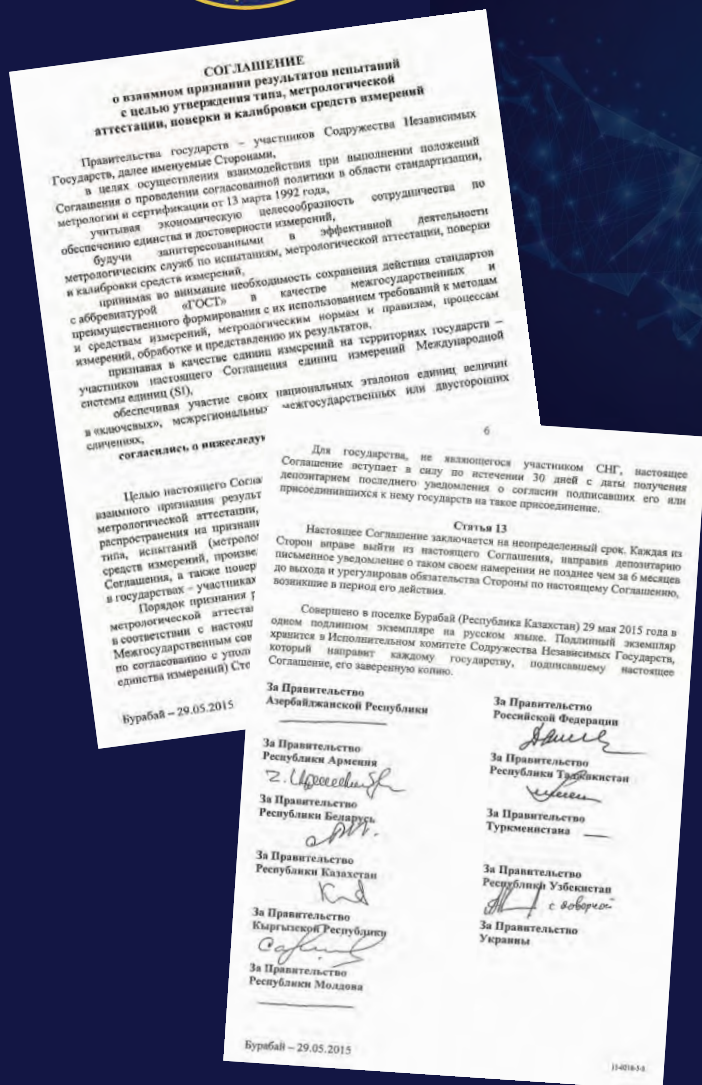 СОГЛАШЕНИЕ
о взаимном признании результатов испытаний
с целью утверждения типа, метрологической
аттестации, поверки и калибровки средств измерений
Правительства государств – участников Содружества Независимых
Государств, далее именуемые Сторонами,
в целях осуществления взаимодействия при выполнении положений
Соглашения о проведении согласованной политики в области стандартизации,
метрологии и сертификации от 13 марта 1992 года,
учитывая экономическую целесообразность сотрудничества по
обеспечению единства и достоверности измерений,
будучи заинтересованными в эффективной деятельности
метрологических служб по испытаниям, метрологической аттестации, поверки
и калибровки средств измерений,
принимая во внимание необходимость сохранения действия стандартов
с аббревиатурой «ГОСТ» в качестве межгосударственных и
преимущественного формирования с их использованием требований к методам
и средствам измерений, метрологическим нормам и правилам, процессам
измерений, обработке и представлению их результатов,
признавая в качестве единиц измерений на территориях государств –
участников настоящего Соглашения единиц измерений Международной
системы единиц (SI),
обеспечивая участие своих национальных эталонов единиц величин
в «ключевых», межрегиональных, межгосударственных или двусторонних
сличениях,
согласились о нижеследую
Целью настоящего Согла
взаимного признания результ
метрологической аттестации,
распространения на признани
типа, испытаний (метроло
средств измерений, произве
Соглашения, а также повер
в государствах – участниках
Порядок признания р
метрологической аттеста
в соответствии с настоящ
Межгосударственным сов
по согласованию с упол
единства измерений) Сто
Бурабай – 29.05.2015
6
Для государства, не являющегося участником СНГ, настоящее
Соглашение вступает в силу по истечении 30 дней с даты получения
депозитарием последнего уведомления о согласии подписавших его или
присоединившихся к нему государств на такое присоединение.
Статья 13
Настоящее Соглашение заключается на неопределенный срок. Каждая из
Сторон вправе выйти из настоящего Соглашения, направив депозитарию
письменное уведомление о таком своем намерении не позднее чем за 6 месяцев
до выхода и урегулировав обязательства Стороны по настоящему Соглашению,
возникшие в период его действия.
Совершено в поселке Бурабай (Республика Казахстан) 29 мая 2015 года в
одном подлинном экземпляре на русском языке. Подлинный экземпляр
хранится в Исполнительном комитете Содружества Независимых Государств,
который направит каждому государству, подписавшему настоящее
Соглашение, его заверенную копию.
За Правительство
Азербайджанской Республики
За Правительство
Республики Армения
За Правительство
Республики Беларусь
За Правительство
Республики Казахстан
За Правительство
Кыргызской Республики
За Правительство
Республики Молдова
За Правительство
Российской Федерации
За Правительство
Республики Таджикистан
За Правительство
Туркменистана
За Правительство
Республики Узбекистан
с оговоркой
За Правительство
Украины
Бурабай – 29.05.2015